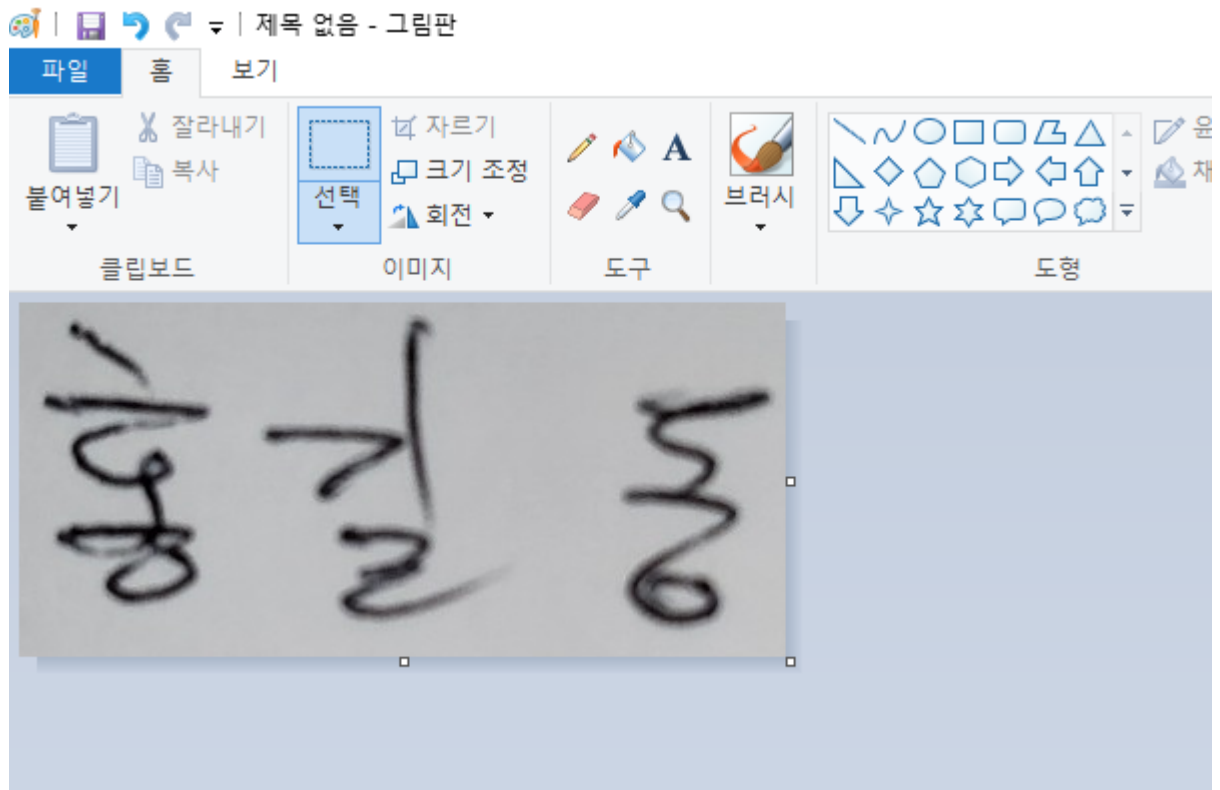 제목 없음 - 그림판
파일 홈 보기
붙여넣기
잘라내기
복사
클립보드
선택
자르기
크기 조정
회전
이미지
A
도구
브러시
도형
윤
채
홍길동